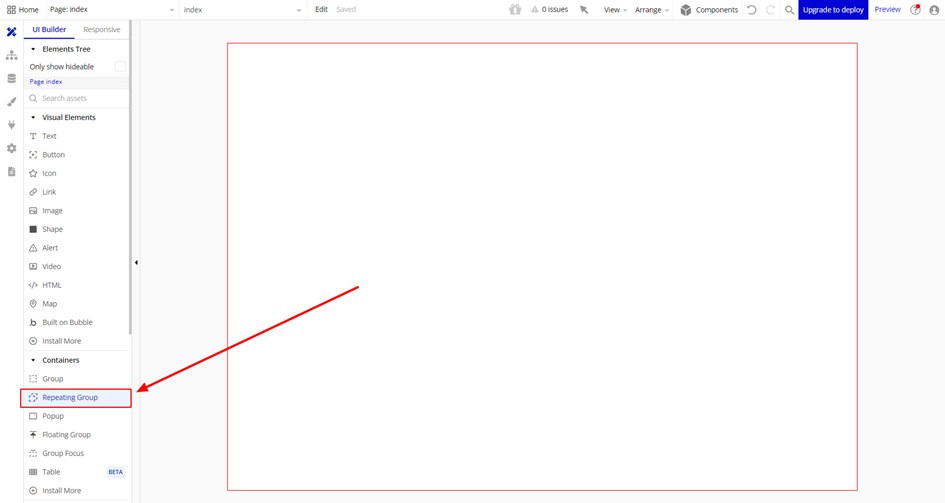 Home Page: index index Edit Saved 0 issues View Arrange Components Upgrade to deploy Preview
UI Builder Responsive
Elements Tree
Only show hideable
Page index
Search assets
Visual Elements
Text
Button
Icon
Link
Image
Shape
Alert
Video
HTML
Map
Built on Bubble
Install More
Containers
Group
Repeating Group
Popup
Floating Group
Group Focus
Table BETA
Install More